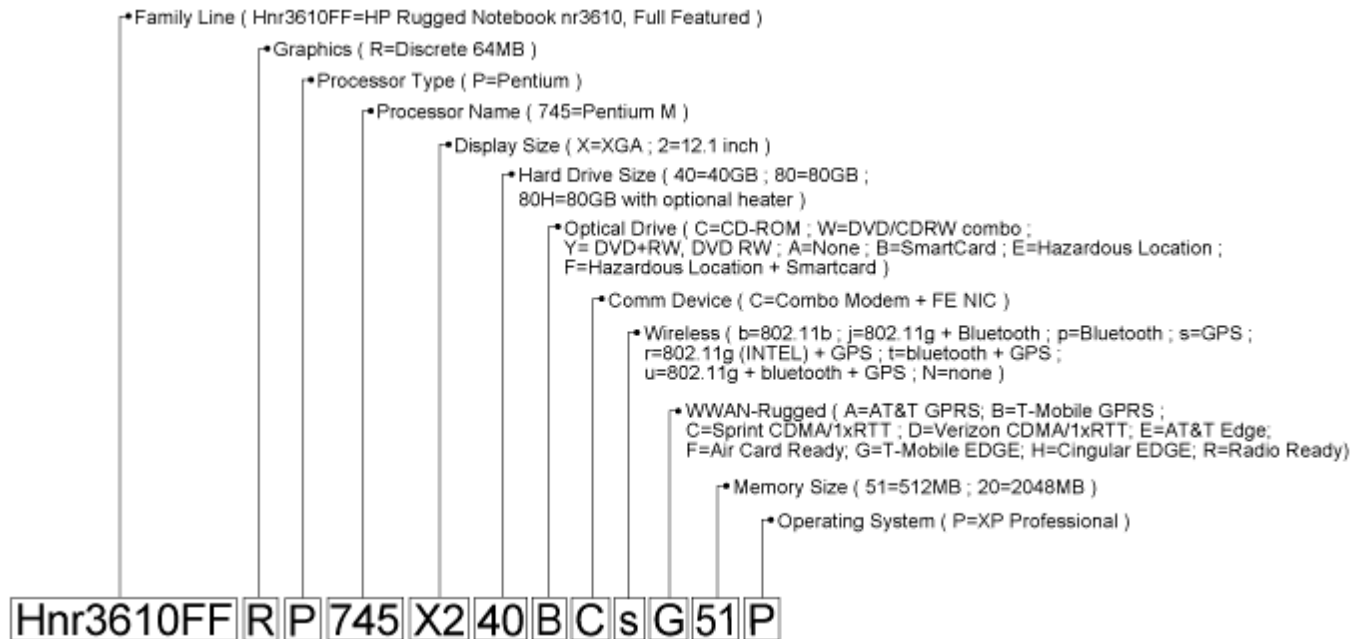 Family Line ( Hnr3610FF=HP Rugged Notebook nr3610, Full Featured )
Graphics ( R=Discrete 64MB )
Processor Type ( P=Pentium )
Processor Name ( 745=Pentium M )
Display Size ( X=XGA ; 2=12.1 inch )
Hard Drive Size ( 40=40GB ; 80=80GB ;
80H=80GB with optional heater )
Optical Drive ( C=CD-ROM ; W=DVD/CDRW combo ;
Y= DVD+RW, DVD RW ; A=None ; B=SmartCard ; E=Hazardous Location ;
F=Hazardous Location + Smartcard )
Comm Device ( C=Combo Modem + FE NIC )
Wireless ( b=802.11b ; j=802.11g + Bluetooth ; p=Bluetooth ; s=GPS ;
r=802.11g (INTEL) + GPS ; t=bluetooth + GPS ;
u=802.11g + bluetooth + GPS ; N=none )
WWAN-Rugged ( A=AT&T GPRS; B=T-Mobile GPRS ;
C=Sprint CDMA/1xRTT ; D=Verizon CDMA/1xRTT; E=AT&T Edge;
F=Air Card Ready; G=T-Mobile EDGE; H=Cingular EDGE; R=Radio Ready)
Memory Size ( 51=512MB ; 20=2048MB )
Operating System ( P=XP Professional )
Hnr3610FF R P 745 X2 40 B C s G 51 P